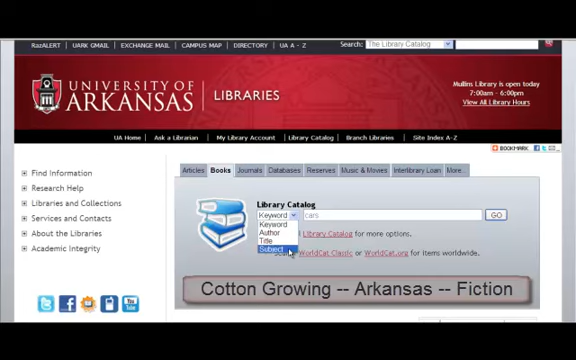 RazALERT UARK GMAIL EXCHANGE MAIL CAMPUS MAP DIRECTORY UA A - Z Search: The Library Catalog
UNIVERSITY OF ARKANSAS LIBRARIES
Mullins Library is open today
7:00am - 6:00pm
View All Library Hours
UA Home Ask a Librarian My Library Account Library Catalog Branch Libraries Site Index A-Z
BOOKMARK
Articles Books Journals Databases Reserves Music & Movies Interlibrary Loan More...
Find Information
Research Help
Libraries and Collections
Services and Contacts
About the Libraries
Academic Integrity
Library Catalog
Keyword cars GO
Keyword
Author
Title
Subject
Library Catalog for more options.
WorldCat Classic or WorldCat.org for items worldwide.
Cotton Growing -- Arkansas -- Fiction